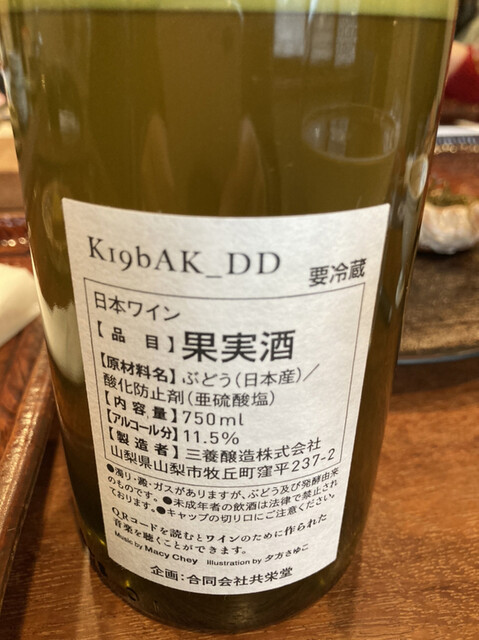 K19bAK_DD
要冷蔵
日本ワイン
【品 目】果実酒
【原材料名】ぶどう(日本産)/
酸化防止剤(亜硫酸塩)
【内 容 量】750ml
【アルコール分】11.5%
【製 造 者】三養醸造株式会社
山梨県山梨市牧丘町窪平237-2
●濁り・澱・ガスがありますが、ぶどう及び発酵由来
のものです。●未成年者の飲酒は法律で禁止され
ております。●キャップの切り口にご注意ください。
QRコードを読むとワインのために作られた
音楽を聴くことができます。
Music by Macy Chey Illustration by 夕方さゆこ
企画:合同会社共栄堂